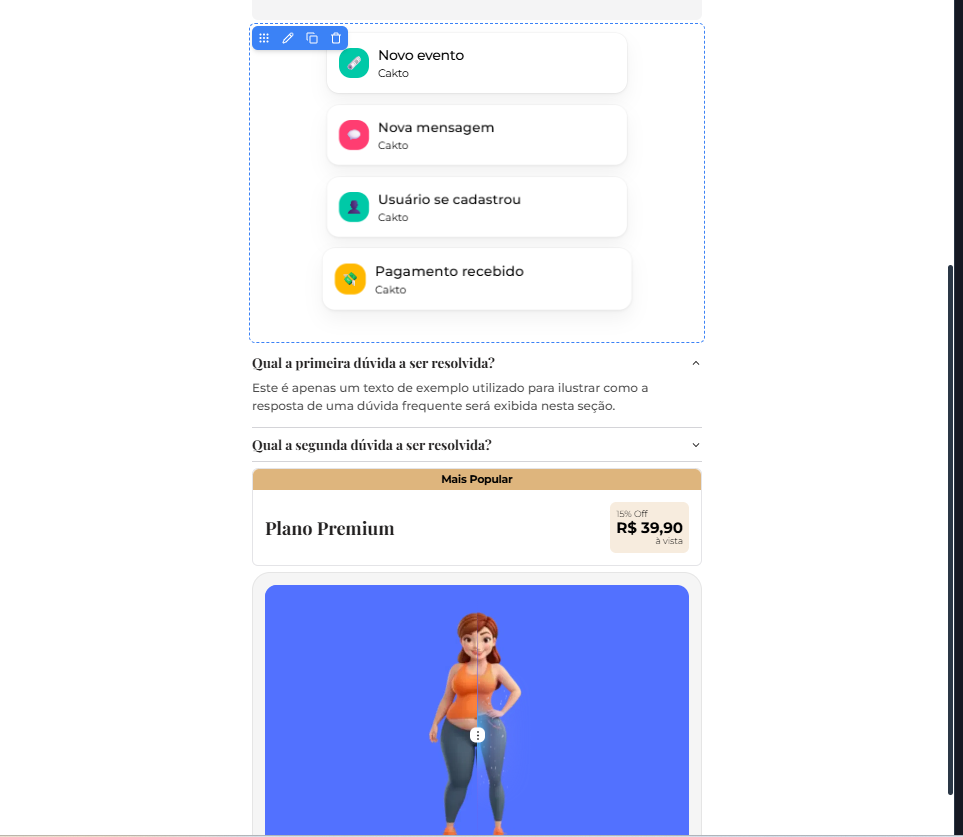 Novo evento
Cakto
Nova mensagem
Cakto
Usuário se cadastrou
Cakto
Pagamento recebido
Cakto
Qual a primeira dúvida a ser resolvida?
Este é apenas um texto de exemplo utilizado para ilustrar como a
resposta de uma dúvida frequente será exibida nesta seção.
Qual a segunda dúvida a ser resolvida?
Mais Popular
Plano Premium
15% Off
R$ 39,90
à vista